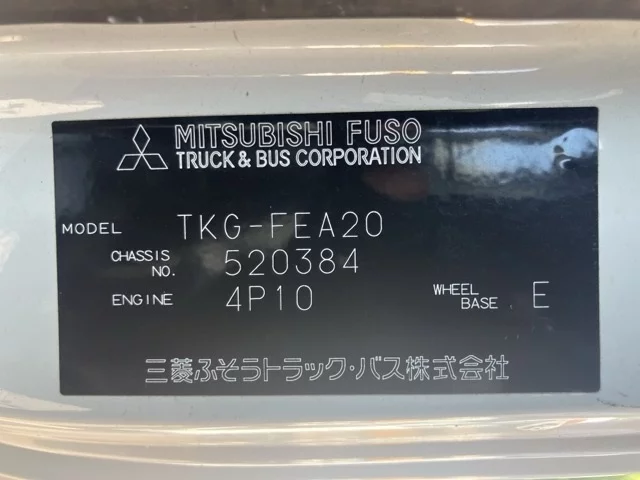 MITSUBISHI FUSO
TRUCK & BUS CORPORATION
MODEL TKG-FEA20
CHASSIS NO. 520384
ENGINE 4P10 WHEEL BASE E
三菱ふそうトラック・バス株式会社